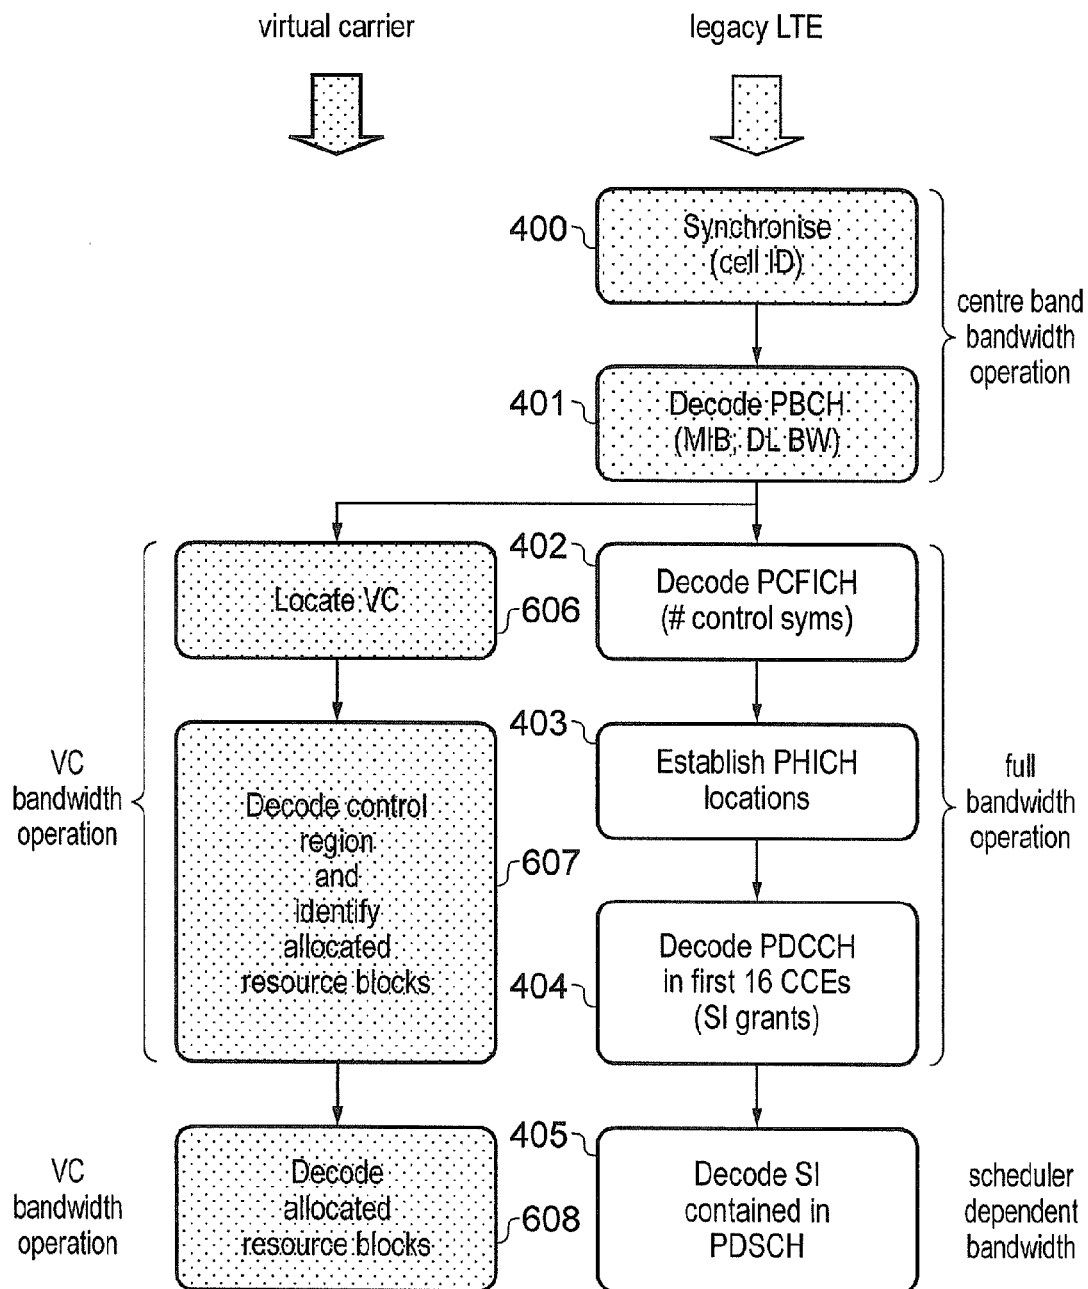 virtual carrier
legacy LTE
400
Synchronise
(cell ID)
centre band
bandwidth
operation
401
Decode PBCH
(MIB; DL BW)
402
Decode PCFICH
(# control syms)
Locate VC
606
403
Establish PHICH
locations
VC
bandwidth
operation
full
bandwidth
operation
Decode control
region
and
identify
allocated
resource blocks
607
404
Decode PDCCH
in first 16 CCEs
(SI grants)
405
VC
bandwidth
operation
Decode
allocated
resource blocks
608
Decode SI
contained in
PDSCH
scheduler
dependent
bandwidth